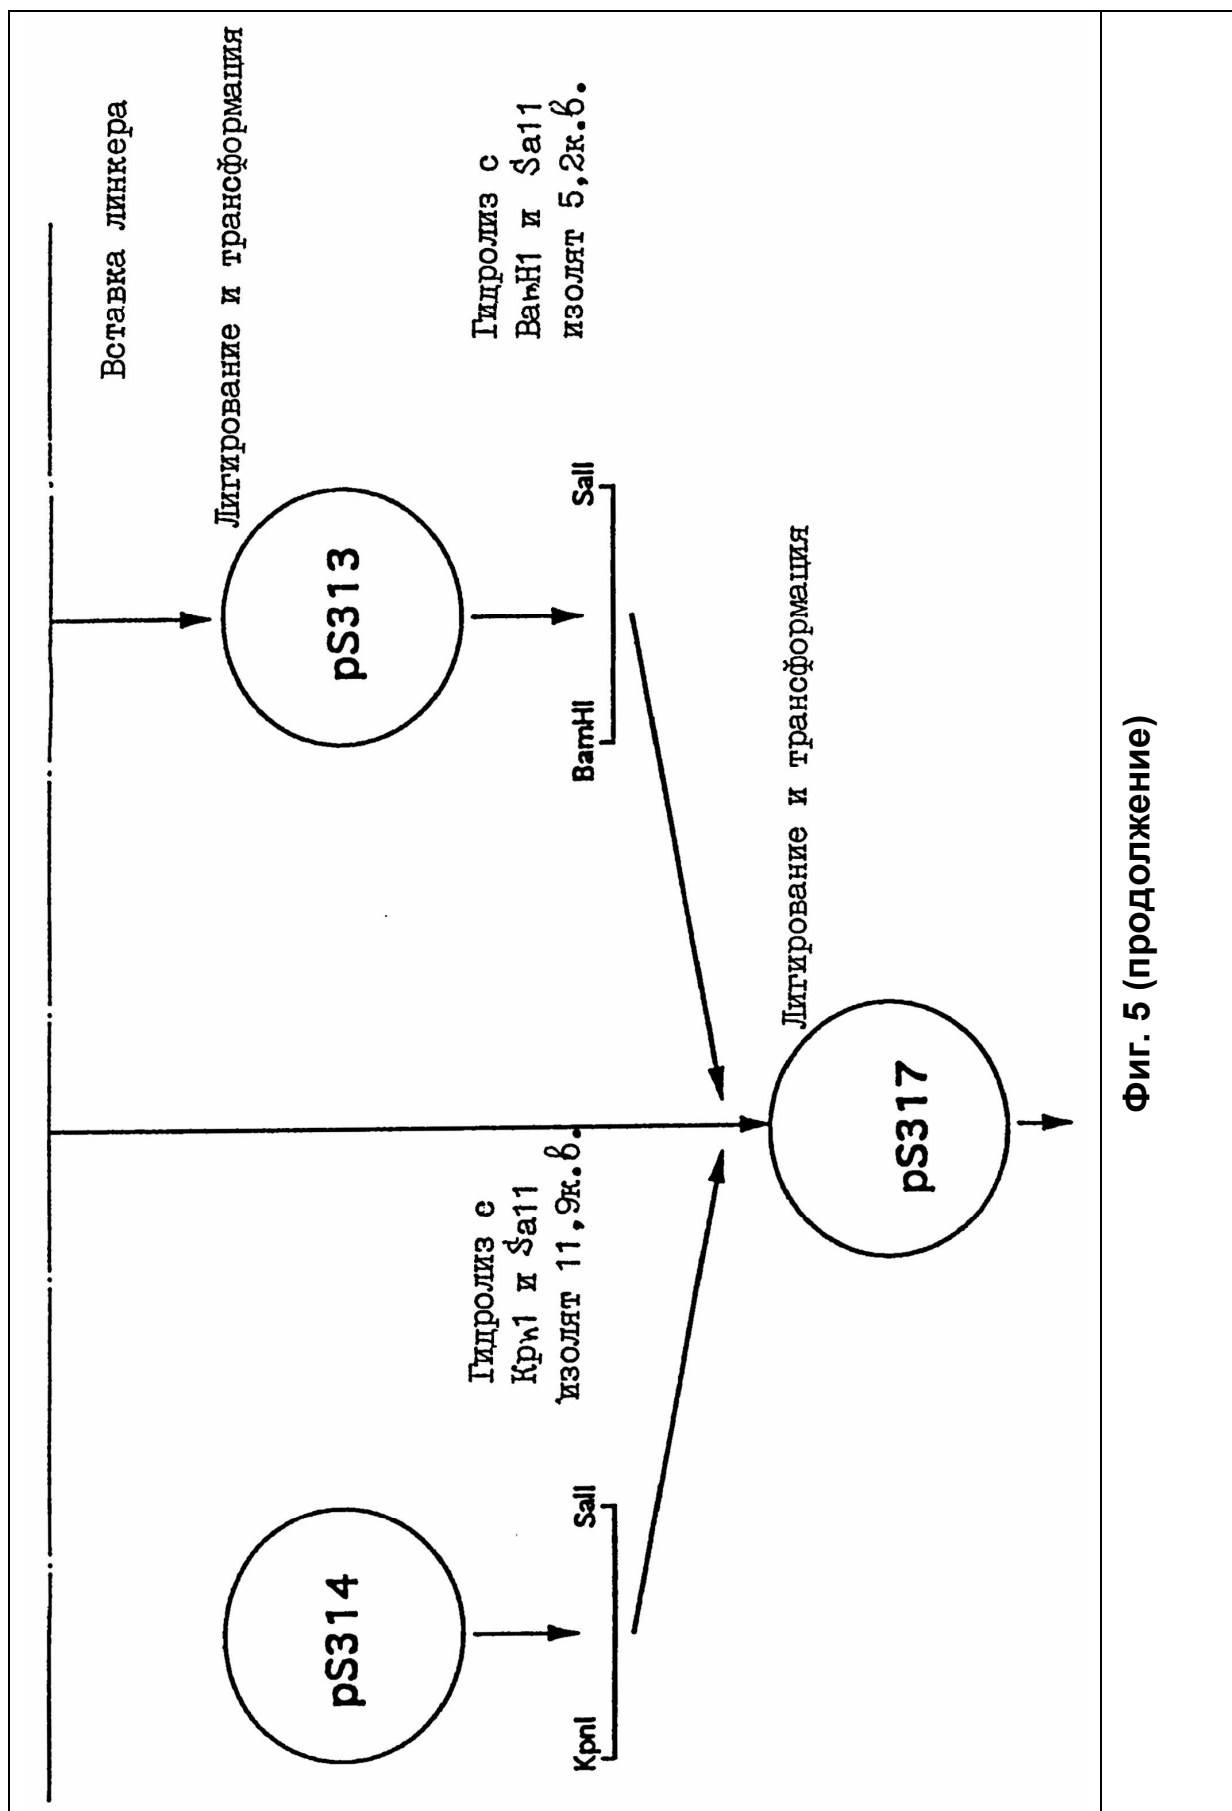 Вставка линкера
Лигирование и трансформация
pS314
pS313
Гидролиз с
Kpn1 и Sal1
изолят 11,9к.в.
Гидролиз с
BamH1 и Sal1
изолят 5,2к.в.
KpnI
SalI
BamHI
SalI
Лигирование и трансформация
pS317
Фиг. 5 (продолжение)